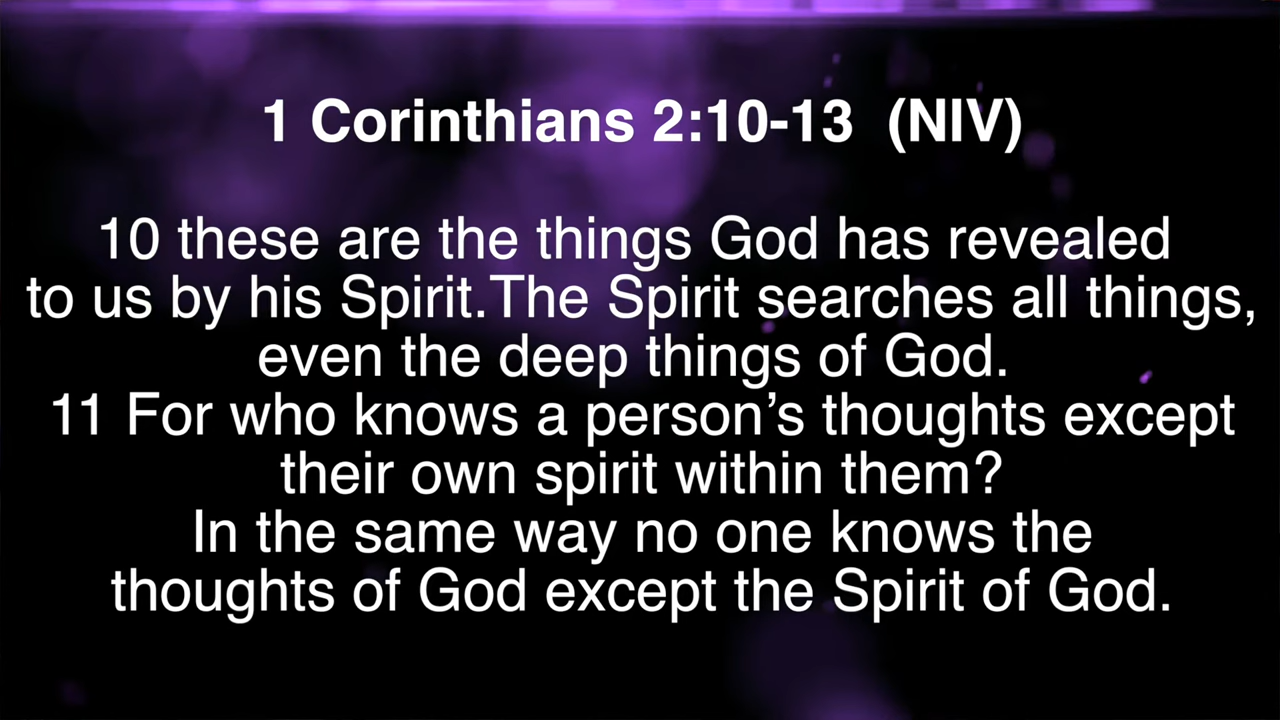 1 Corinthians 2:10-13  (NIV)
10 these are the things God has revealed
to us by his Spirit.The Spirit searches all things,
even the deep things of God.
11 For who knows a person’s thoughts except
their own spirit within them?
In the same way no one knows the
thoughts of God except the Spirit of God.